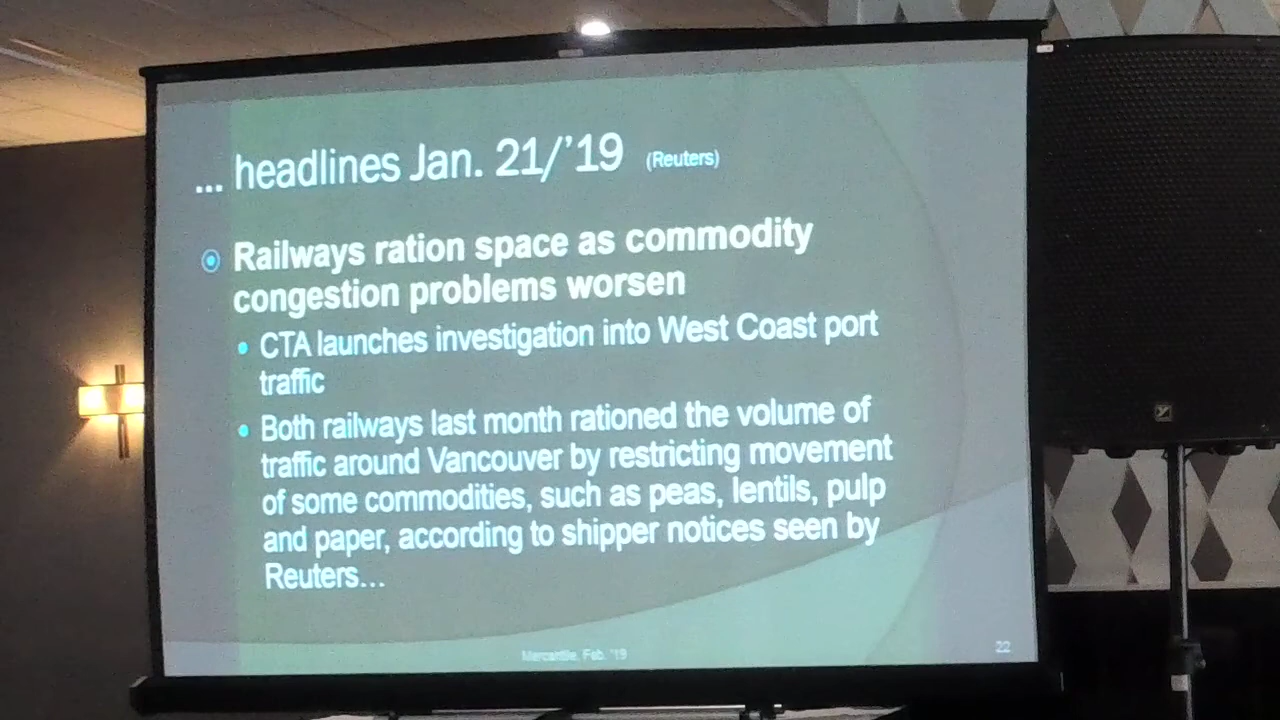 ... headlines Jan. 21/’19 (Reuters)
Railways ration space as commodity
congestion problems worsen
CTA launches investigation into West Coast port
traffic
Both railways last month rationed the volume of
traffic around Vancouver by restricting movement
of some commodities, such as peas, lentils, pulp
and paper, according to shipper notices seen by
Reuters...
Mercantile, Feb. '19
22